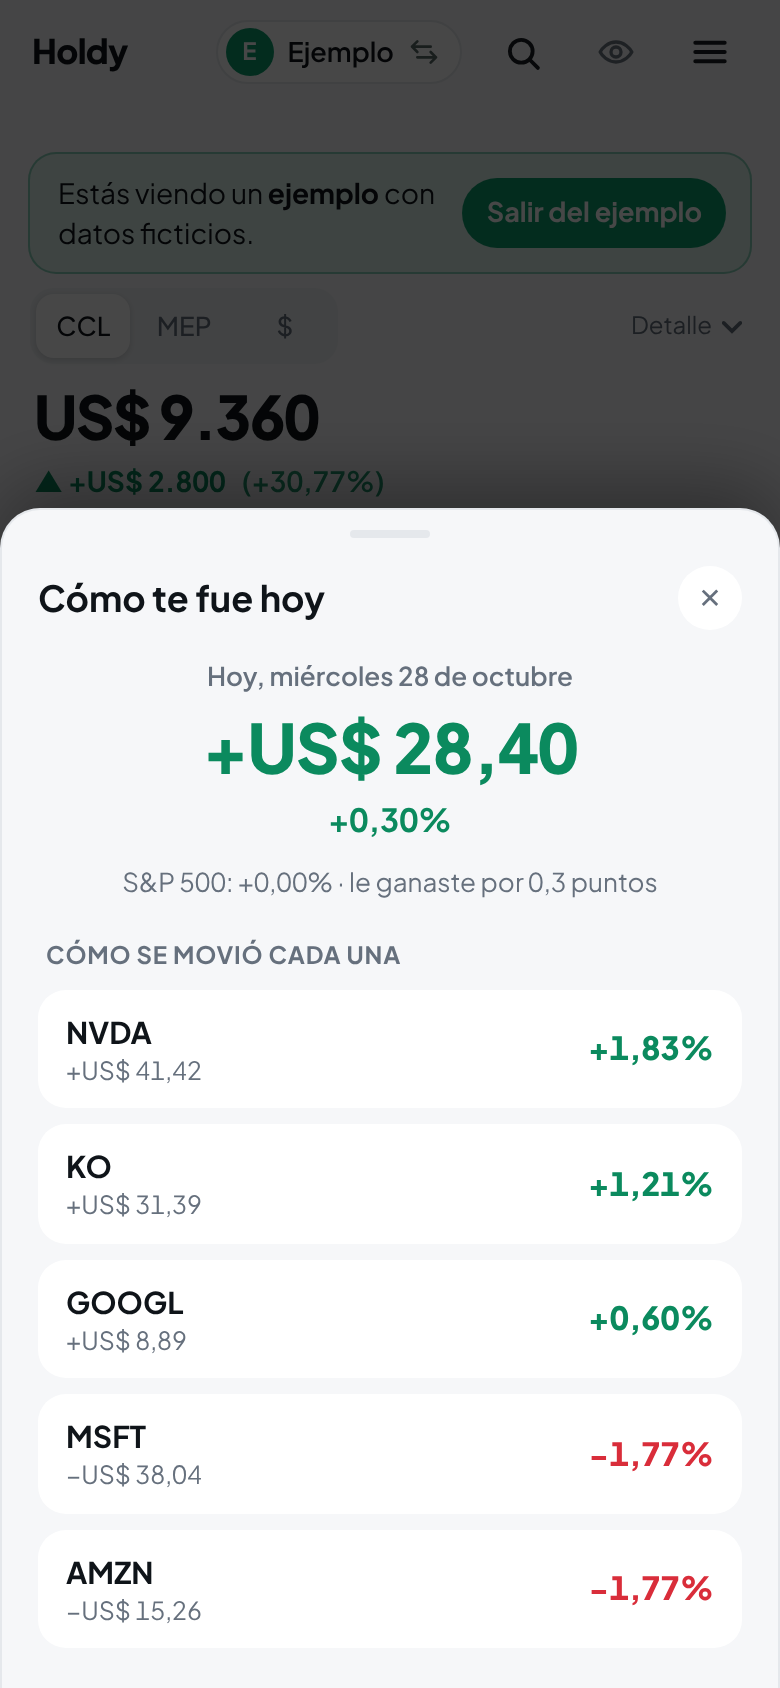 Holdy
E Ejemplo
Estás viendo un ejemplo con
datos ficticios.
Salir del ejemplo
CCL MEP $
Detalle
US$ 9.360
▲ +US$ 2.800 (+30,77%)
Cómo te fue hoy
×
Hoy, miércoles 28 de octubre
+US$ 28,40
+0,30%
S&P 500: +0,00% · le ganaste por 0,3 puntos
CÓMO SE MOVIÓ CADA UNA
NVDA
+US$ 41,42
+1,83%
KO
+US$ 31,39
+1,21%
GOOGL
+US$ 8,89
+0,60%
MSFT
−US$ 38,04
−1,77%
AMZN
−US$ 15,26
−1,77%